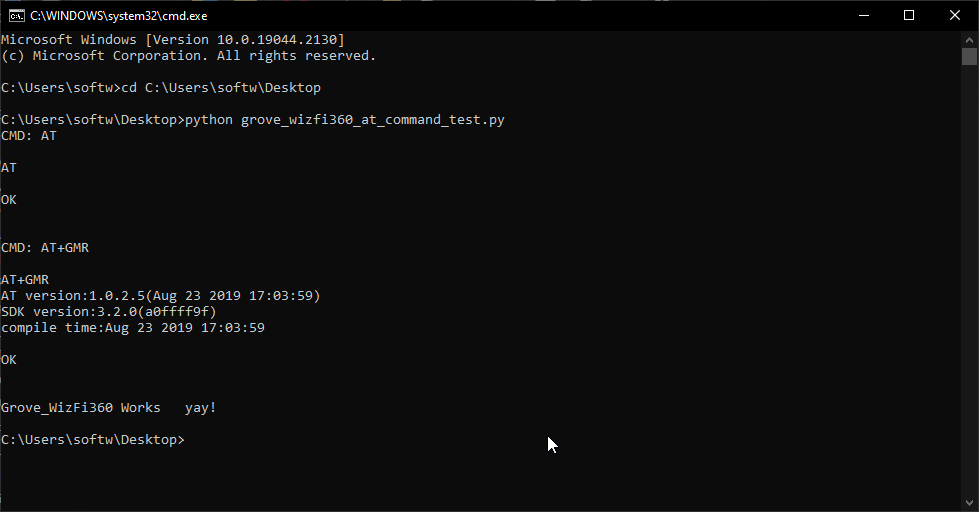 C:\WINDOWS\system32\cmd.exe
Microsoft Windows [Version 10.0.19044.2130]
(c) Microsoft Corporation. All rights reserved.
C:\Users\softw>cd C:\Users\softw\Desktop
C:\Users\softw\Desktop>python grove_wizfi360_at_command_test.py
CMD: AT
AT
OK
CMD: AT+GMR
AT+GMR
AT version:1.0.2.5(Aug 23 2019 17:03:59)
SDK version:3.2.0(a0ffff9f)
compile time:Aug 23 2019 17:03:59
OK
Grove_WizFi360 Works   yay!
C:\Users\softw\Desktop>